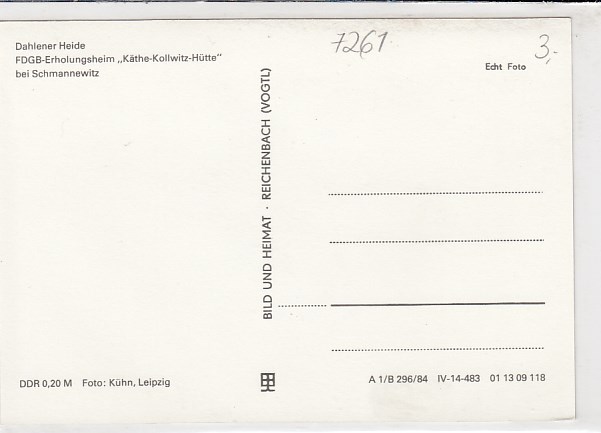 Dahlener Heide
FDGB-Erholungsheim „Käthe-Kollwitz-Hütte"
bei Schmannewitz
7261
3,-
Echt Foto
BILD UND HEIMAT · REICHENBACH (VOGTL)
DDR 0,20 M Foto: Kühn, Leipzig
A 1/B 296/84 IV-14-483 01 13 09 118